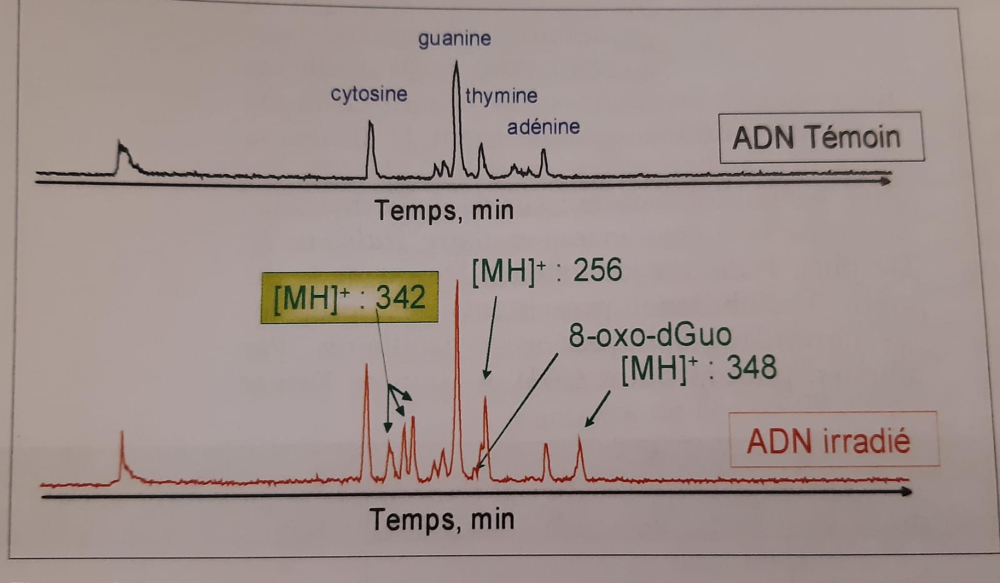 guanine
cytosine
thymine
adénine
ADN Témoin
Temps, min
[MH]⁺ : 256
[MH]⁺ : 342
8-oxo-dGuo
[MH]⁺ : 348
ADN irradié
Temps, min